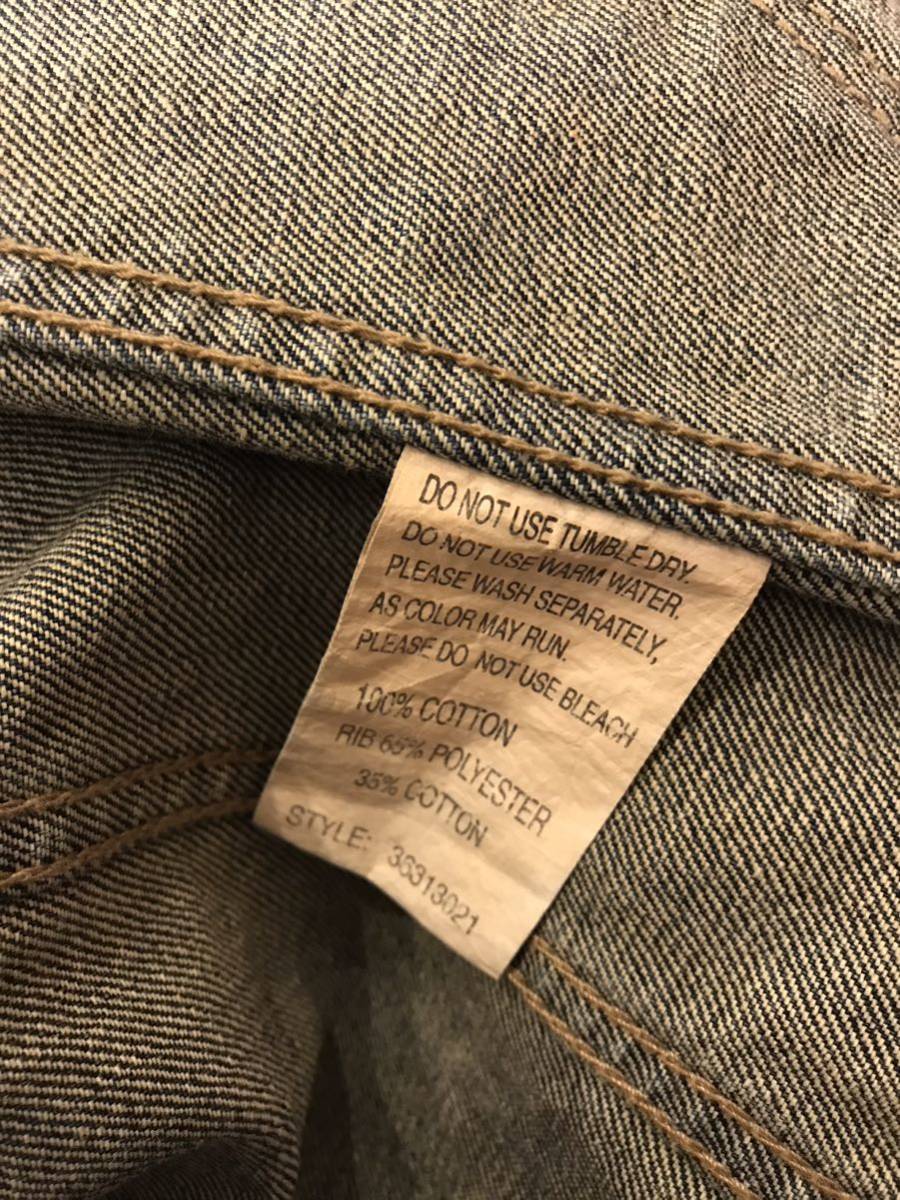 DO NOT USE TUMBLE DRY.
DO NOT USE WARM WATER.
PLEASE WASH SEPARATELY,
AS COLOR MAY RUN.
PLEASE DO NOT USE BLEACH
100% COTTON
RIB 65% POLYESTER
35% COTTON
STYLE: 36313021